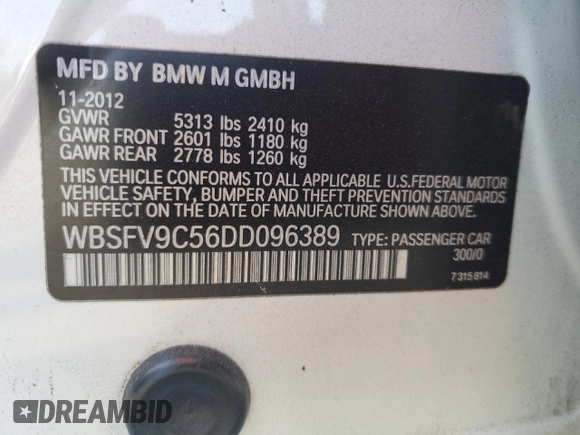 MFD BY BMW M GMBH
11-2012
GVWR 5313 lbs 2410 kg
GAWR FRONT 2601 lbs 1180 kg
GAWR REAR 2778 lbs 1260 kg
THIS VEHICLE CONFORMS TO ALL APPLICABLE U.S.FEDERAL MOTOR
VEHICLE SAFETY, BUMPER AND THEFT PREVENTION STANDARDS
IN EFFECT ON THE DATE OF MANUFACTURE SHOWN ABOVE.
WBSFV9C56DD096389 TYPE: PASSENGER CAR
300/0
7315814
DREAMBID